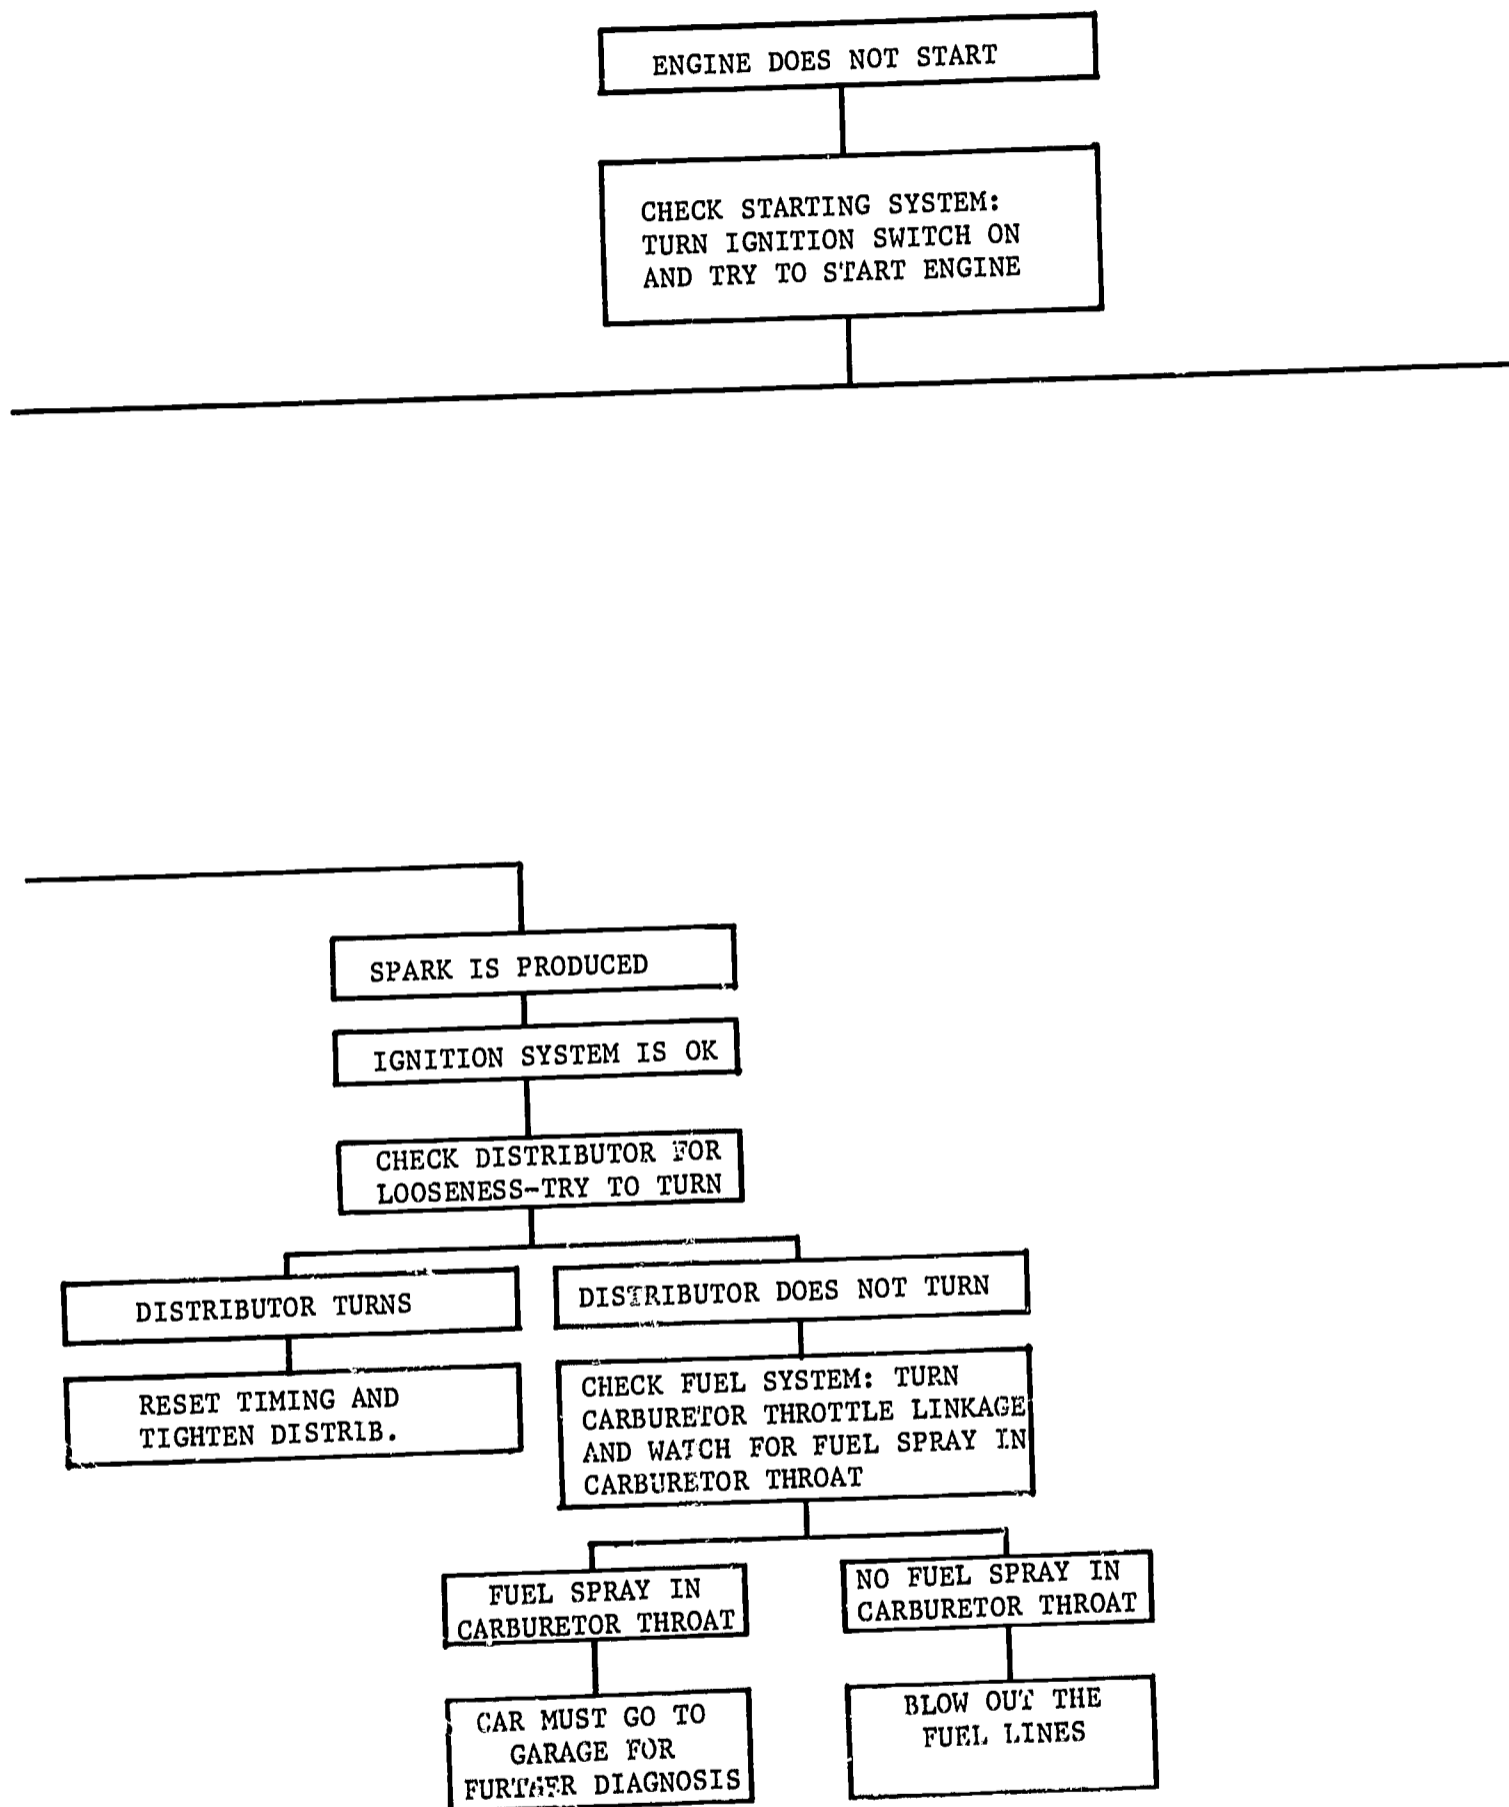 ENGINE DOES NOT START
CHECK STARTING SYSTEM:
TURN IGNITION SWITCH ON
AND TRY TO START ENGINE
SPARK IS PRODUCED
IGNITION SYSTEM IS OK
CHECK DISTRIBUTOR FOR
LOOSENESS-TRY TO TURN
DISTRIBUTOR TURNS
RESET TIMING AND
TIGHTEN DISTRIB.
DISTRIBUTOR DOES NOT TURN
CHECK FUEL SYSTEM: TURN
CARBURETOR THROTTLE LINKAGE
AND WATCH FOR FUEL SPRAY IN
CARBURETOR THROAT
FUEL SPRAY IN
CARBURETOR THROAT
CAR MUST GO TO
GARAGE FOR
FURTHER DIAGNOSIS
NO FUEL SPRAY IN
CARBURETOR THROAT
BLOW OUT THE
FUEL LINES